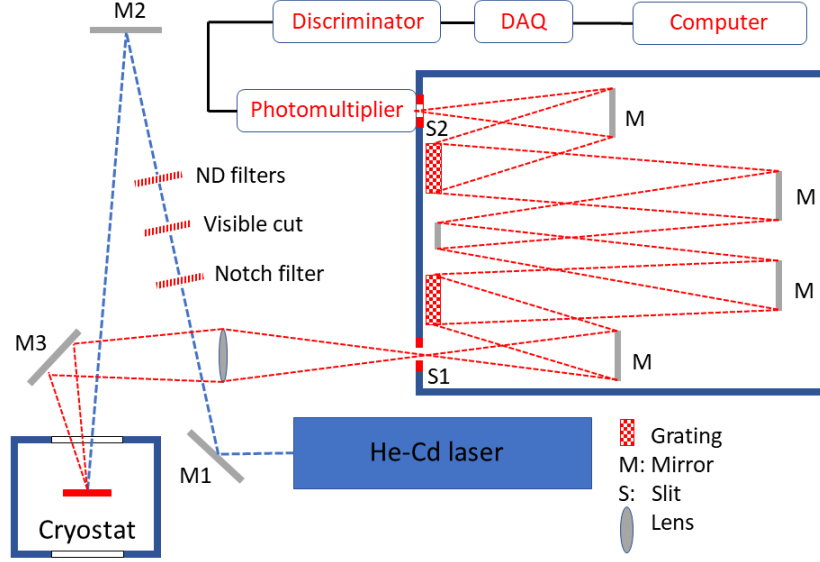 M2
Discriminator
DAQ
Computer
Photomultiplier
S2
M
ND filters
M
Visible cut
Notch filter
M
M3
S1
M
M1
He-Cd laser
Cryostat
Grating
M: Mirror
S: Slit
Lens